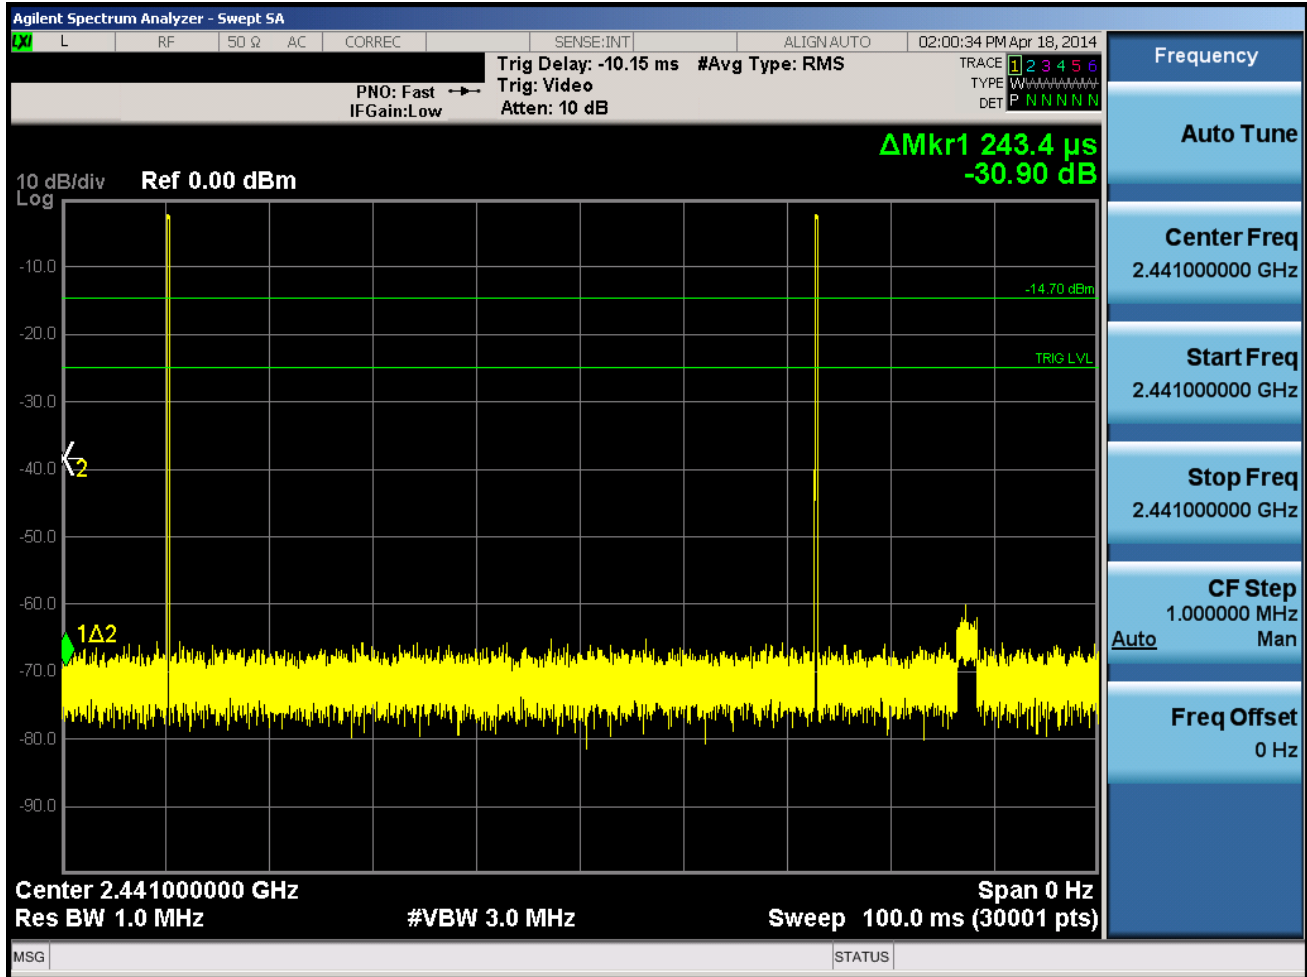 Agilent Spectrum Analyzer - Swept SA
LXI L RF 50 Ω AC CORREC SENSE:INT ALIGN AUTO 02:00:34 PM Apr 18, 2014
PNO: Fast
IFGain:Low
Trig Delay: -10.15 ms #Avg Type: RMS
Trig: Video
Atten: 10 dB
TRACE 1 2 3 4 5 6
TYPE WWWWWW
DET P N N N N N
ΔMkr1 243.4 µs
-30.90 dB
10 dB/div Ref 0.00 dBm
Log
-10.0
-14.70 dBm
-20.0
TRIG LVL
-30.0
-40.0
2
-50.0
-60.0
1Δ2
-70.0
-80.0
-90.0
Center 2.441000000 GHz Span 0 Hz
Res BW 1.0 MHz #VBW 3.0 MHz Sweep 100.0 ms (30001 pts)
MSG STATUS
Frequency
Auto Tune
Center Freq
2.441000000 GHz
Start Freq
2.441000000 GHz
Stop Freq
2.441000000 GHz
CF Step
1.000000 MHz
Auto Man
Freq Offset
0 Hz